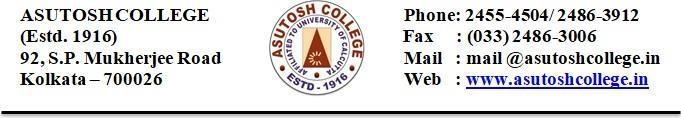 ASUTOSH COLLEGE
(Estd. 1916)
92, S.P. Mukherjee Road
Kolkata – 700026
ASUTOSH COLLEGE
AFFILIATED TO UNIVERSITY OF CALCUTTA
ESTD - 1916
Phone: 2455-4504/ 2486-3912
Fax : (033) 2486-3006
Mail : mail @asutoshcollege.in
Web : www.asutoshcollege.in